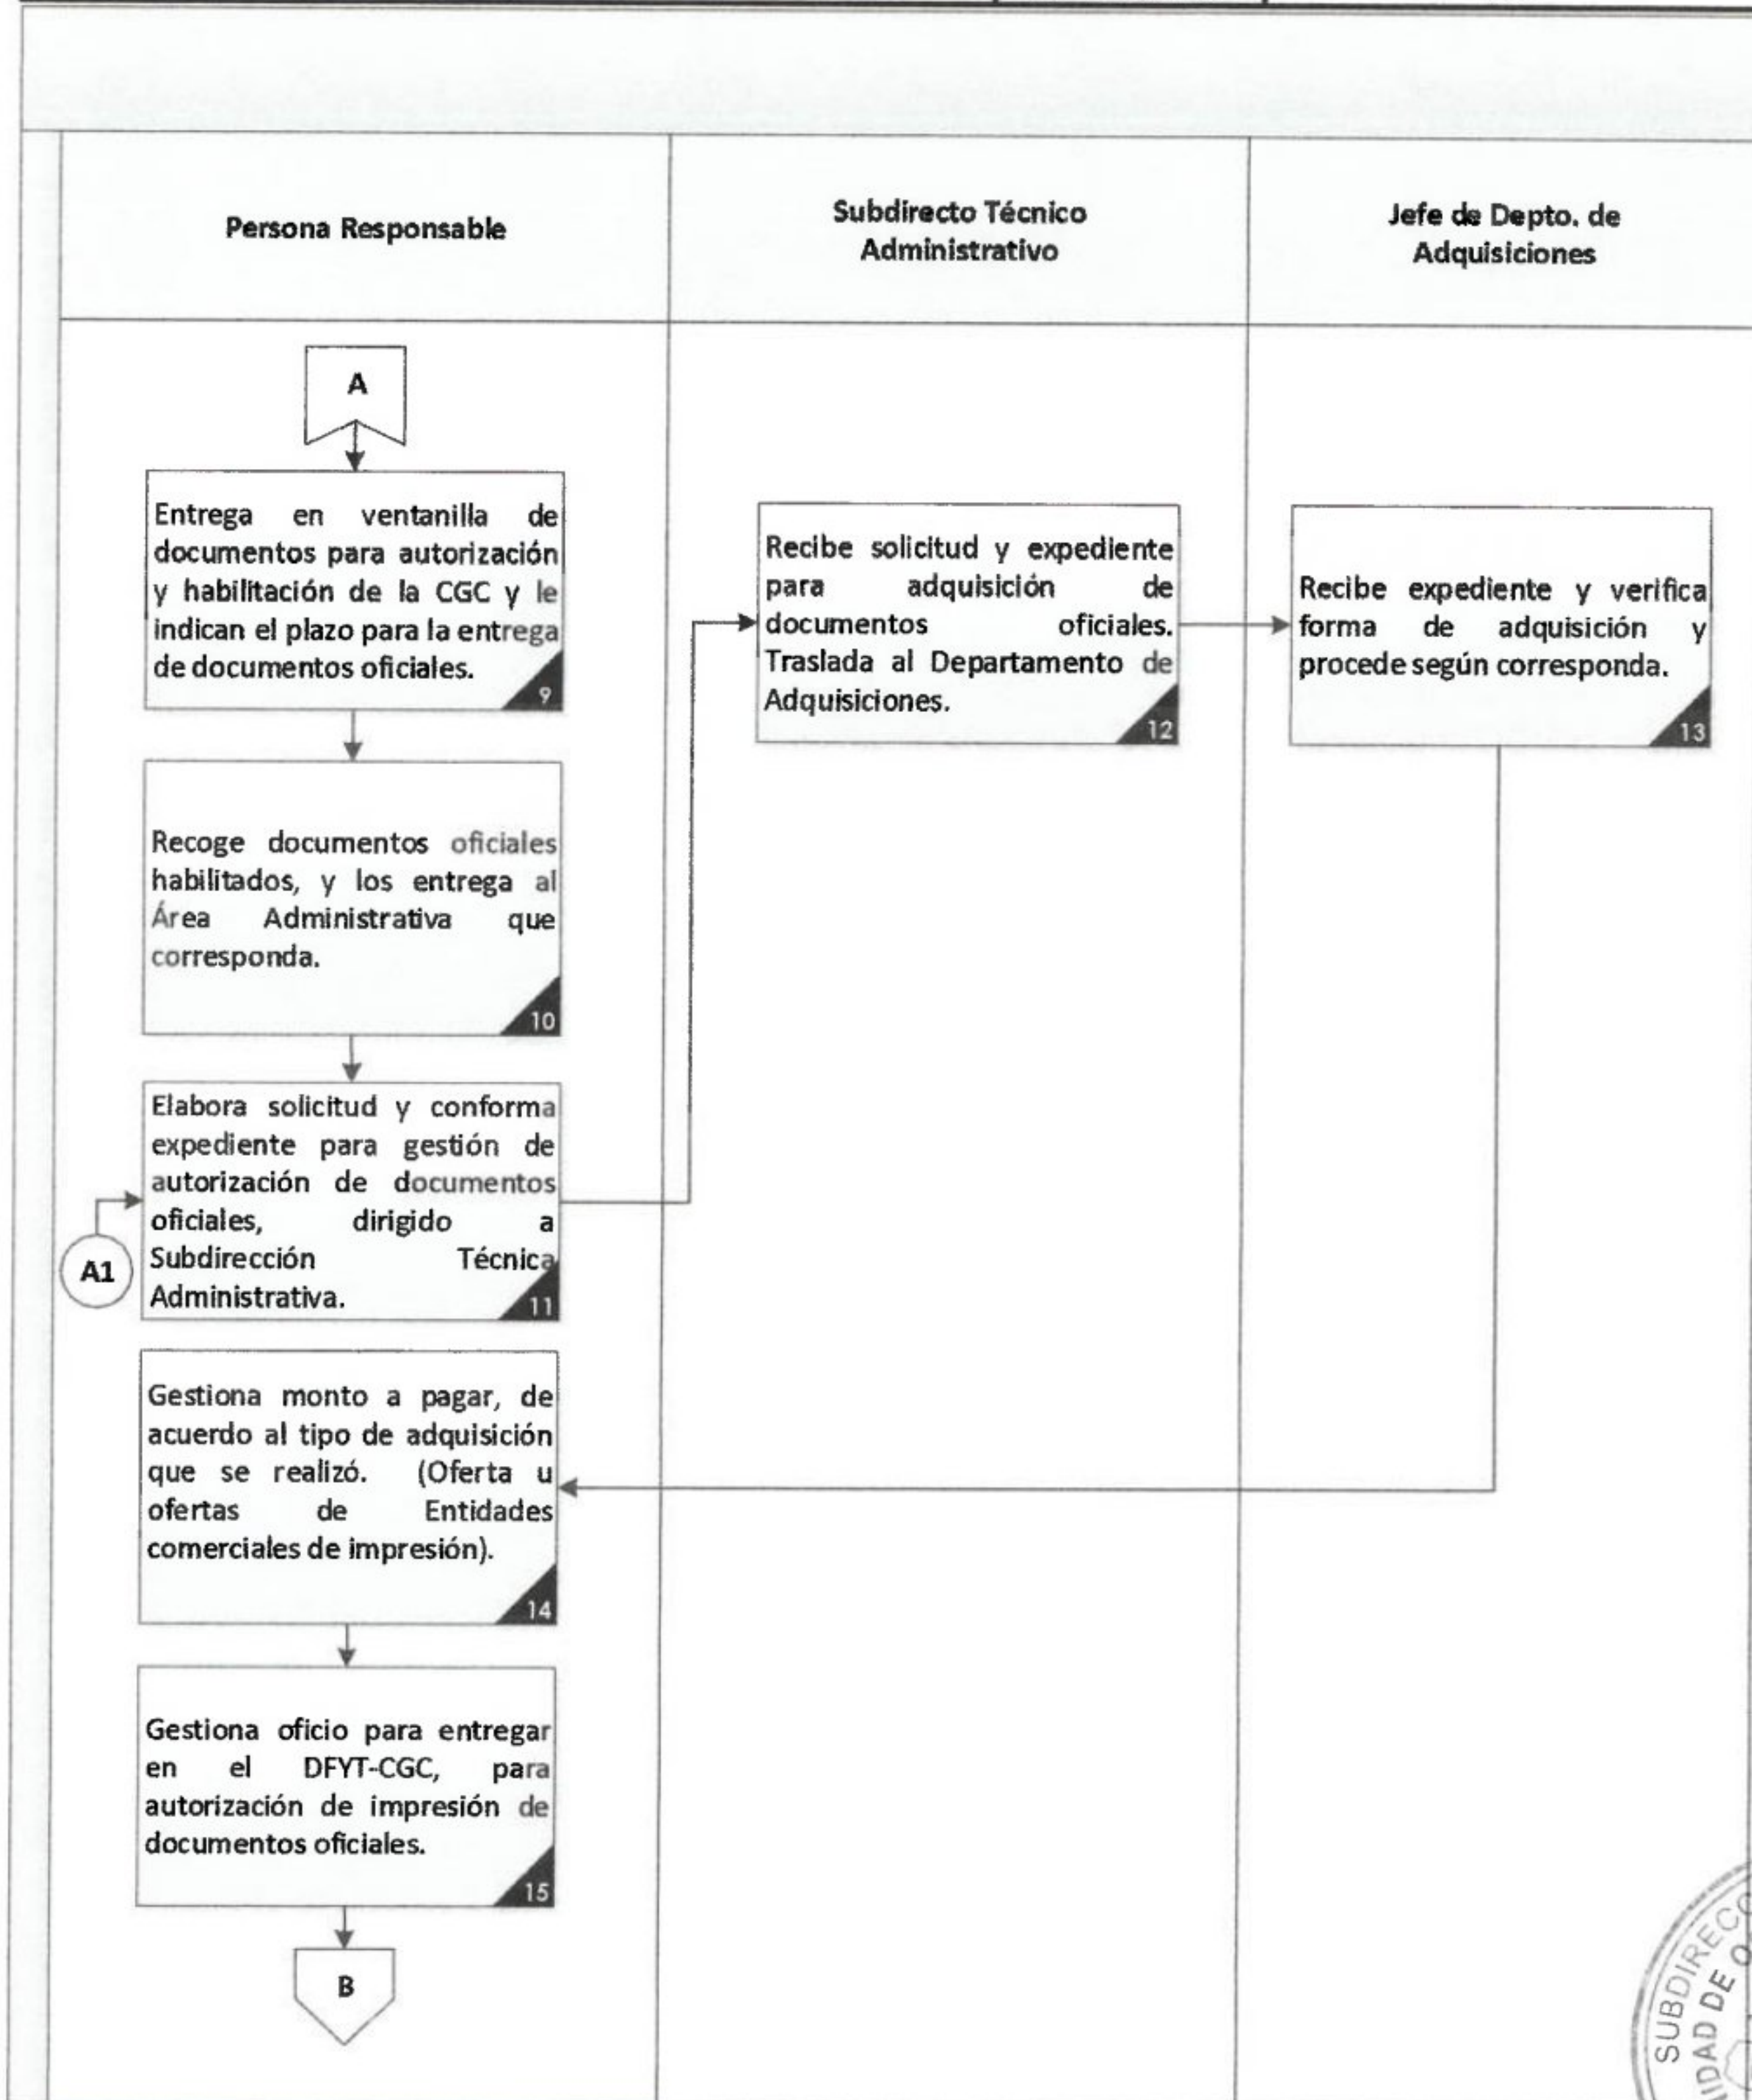 Persona Responsable
Subdirecto Técnico
Administrativo
Jefe de Depto. de
Adquisiciones
A
Entrega en ventanilla de
documentos para autorización
y habilitación de la CGC y le
indican el plazo para la entrega
de documentos oficiales.
9
Recoge documentos oficiales
habilitados, y los entrega al
Área Administrativa que
corresponda.
10
Elabora solicitud y conforma
expediente para gestión de
autorización de documentos
oficiales, dirigido a
Subdirección Técnica
Administrativa.
11
A1
Recibe solicitud y expediente
para adquisición de
documentos oficiales.
Traslada al Departamento de
Adquisiciones.
12
Recibe expediente y verifica
forma de adquisición y
procede según corresponda.
13
Gestiona monto a pagar, de
acuerdo al tipo de adquisición
que se realizó. (Oferta u
ofertas de Entidades
comerciales de impresión).
14
Gestiona oficio para entregar
en el DFYT-CGC, para
autorización de impresión de
documentos oficiales.
15
B
SUBDIRECC
DE